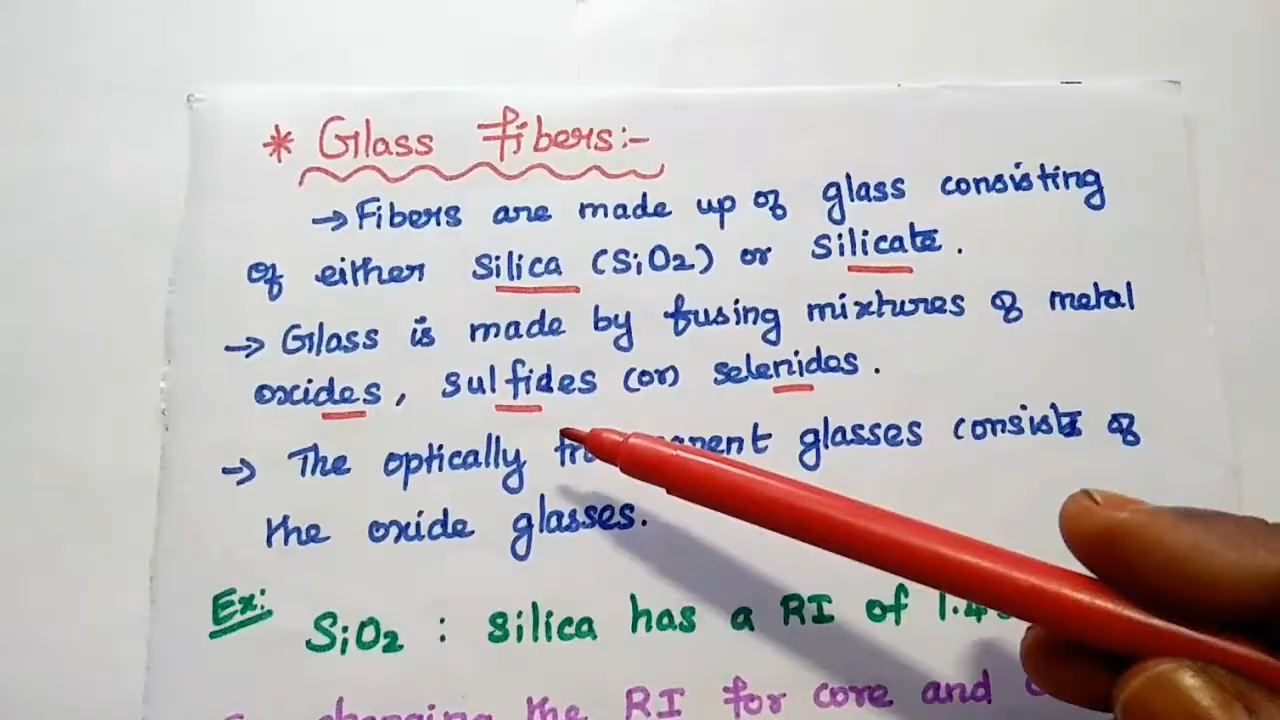 * Glass Fibers:-
→ Fibers are made up of glass consisting
of either Silica (SiO2) or Silicate.
→ Glass is made by fusing mixtures of metal
oxides, Sulfides (or) selenides.
→ The optically glasses consists of
the oxide glasses.
Ex: SiO2 : Silica has a RI of
changing the RI for core and